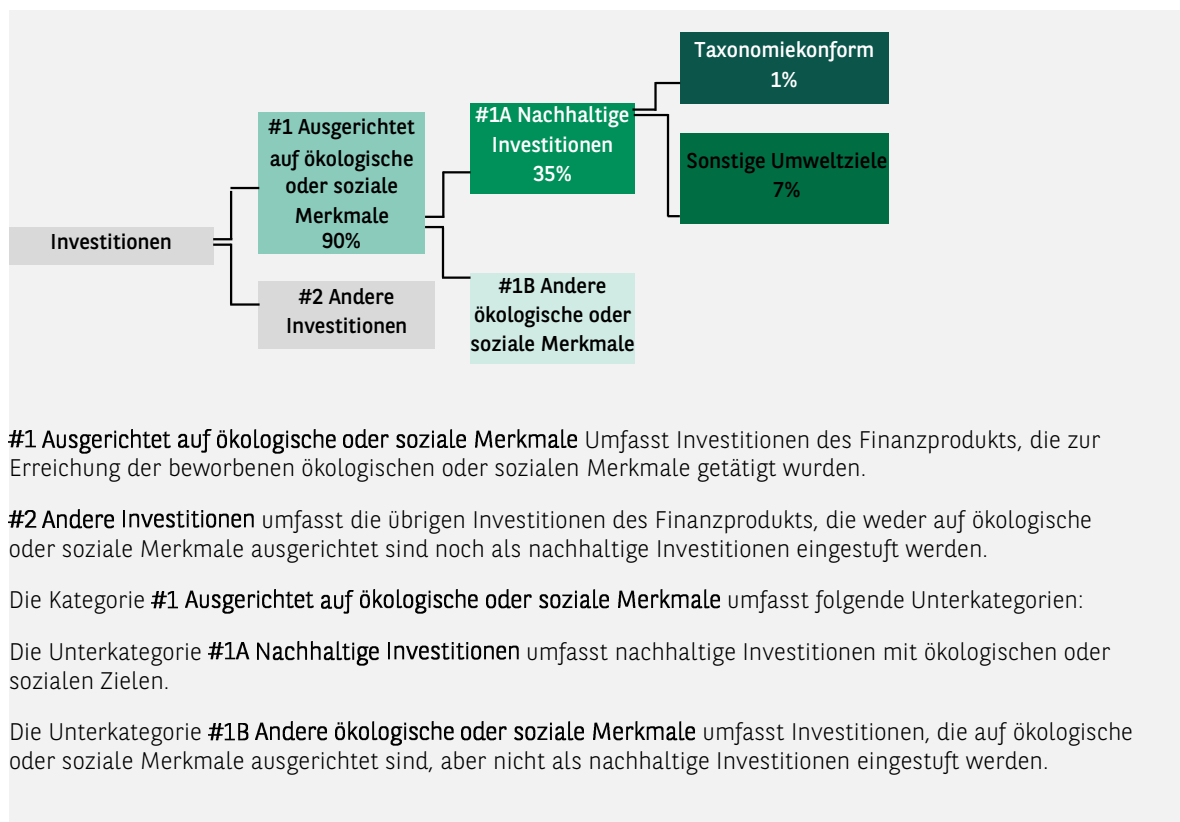 Taxonomiekonform
1%
#1A Nachhaltige
Investitionen
35%
#1 Ausgerichtet
auf ökologische
oder soziale
Merkmale
90%
Sonstige Umweltziele
7%
Investitionen
#2 Andere
Investitionen
#1B Andere
ökologische oder
soziale Merkmale
#1 Ausgerichtet auf ökologische oder soziale Merkmale Umfasst Investitionen des Finanzprodukts, die zur
Erreichung der beworbenen ökologischen oder sozialen Merkmale getätigt wurden.
#2 Andere Investitionen umfasst die übrigen Investitionen des Finanzprodukts, die weder auf ökologische
oder soziale Merkmale ausgerichtet sind noch als nachhaltige Investitionen eingestuft werden.
Die Kategorie #1 Ausgerichtet auf ökologische oder soziale Merkmale umfasst folgende Unterkategorien:
Die Unterkategorie #1A Nachhaltige Investitionen umfasst nachhaltige Investitionen mit ökologischen oder
sozialen Zielen.
Die Unterkategorie #1B Andere ökologische oder soziale Merkmale umfasst Investitionen, die auf ökologische
oder soziale Merkmale ausgerichtet sind, aber nicht als nachhaltige Investitionen eingestuft werden.